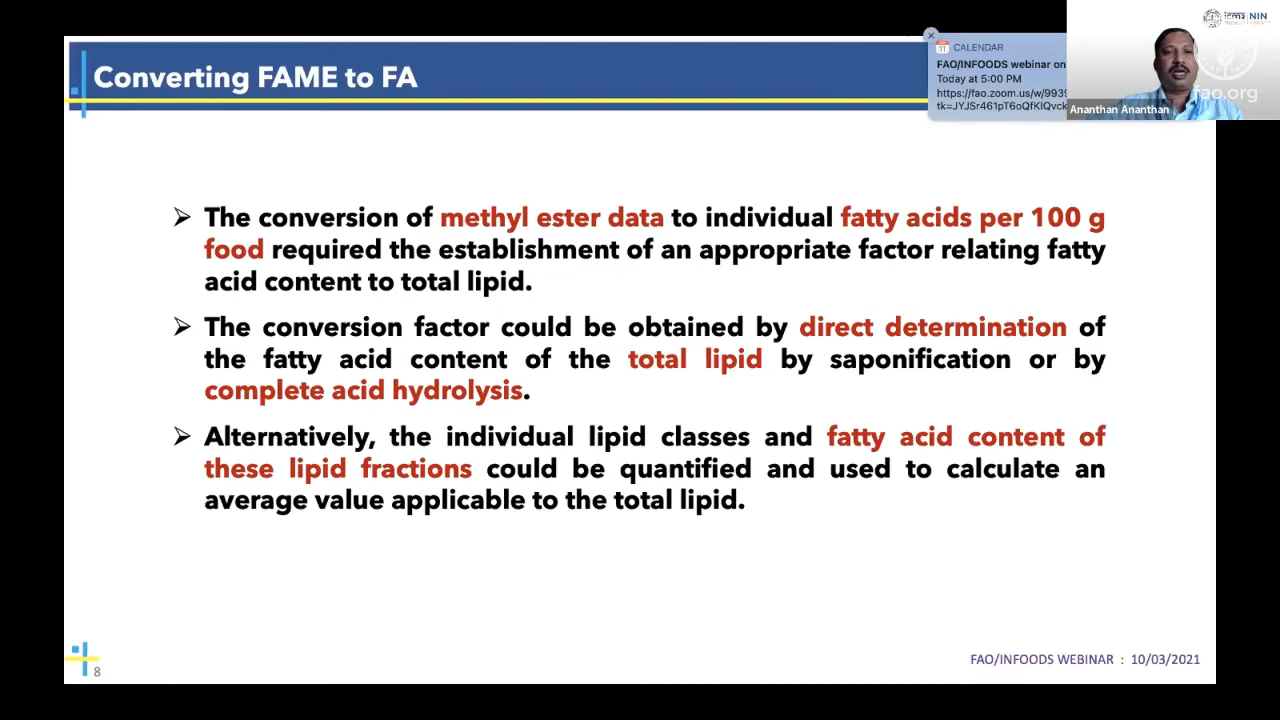 Converting FAME to FA
CALENDAR
FAO/INFOODS webinar on
Today at 5:00 PM
https://fao.zoom.us/w/9939
tk=JYJSr461pT6oQfKIQvck
NIN
fao.org
Ananthan Ananthan
➢ The conversion of methyl ester data to individual fatty acids per 100 g
food required the establishment of an appropriate factor relating fatty
acid content to total lipid.
➢ The conversion factor could be obtained by direct determination of
the fatty acid content of the total lipid by saponification or by
complete acid hydrolysis.
➢ Alternatively, the individual lipid classes and fatty acid content of
these lipid fractions could be quantified and used to calculate an
average value applicable to the total lipid.
8
FAO/INFOODS WEBINAR : 10/03/2021